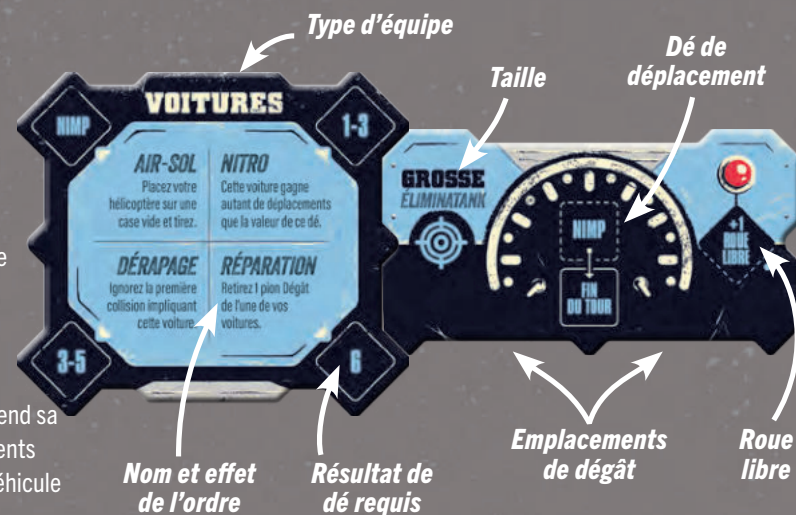 Type d'équipe
Taille
Dé de
déplacement
VOITURES
NIMP
1-3
AIR-SOL
Placez votre
hélicoptère sur une
case vide et tirez.
NITRO
Cette voiture gagne
autant de déplacements
que la valeur de ce dé.
DÉRAPAGE
Ignorez la première
collision impliquant
cette voiture.
RÉPARATION
Retirez 1 pion Dégât
de l'une de vos
voitures.
3-5
6
GROSSE
ÉLIMINATANK
NIMP
FIN
DU TOUR
+1
ROUE
LIBRE
e
end sa
ents
éhicule
Nom et effet
de l'ordre
Résultat de
dé requis
Emplacements
de dégât
Roue
libre